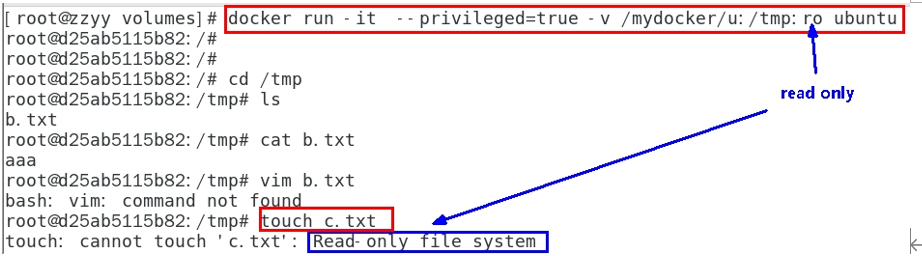 [root@zzyy volumes]# docker run -it --privileged=true -v /mydocker/u:/tmp:ro ubuntu
root@d25ab5115b82:/#
root@d25ab5115b82:/#
root@d25ab5115b82:/# cd /tmp
read only
root@d25ab5115b82:/tmp# ls
b.txt
root@d25ab5115b82:/tmp# cat b.txt
aaa
root@d25ab5115b82:/tmp# vim b.txt
bash: vim: command not found
root@d25ab5115b82:/tmp# touch c.txt
touch: cannot touch 'c.txt': Read-only file system